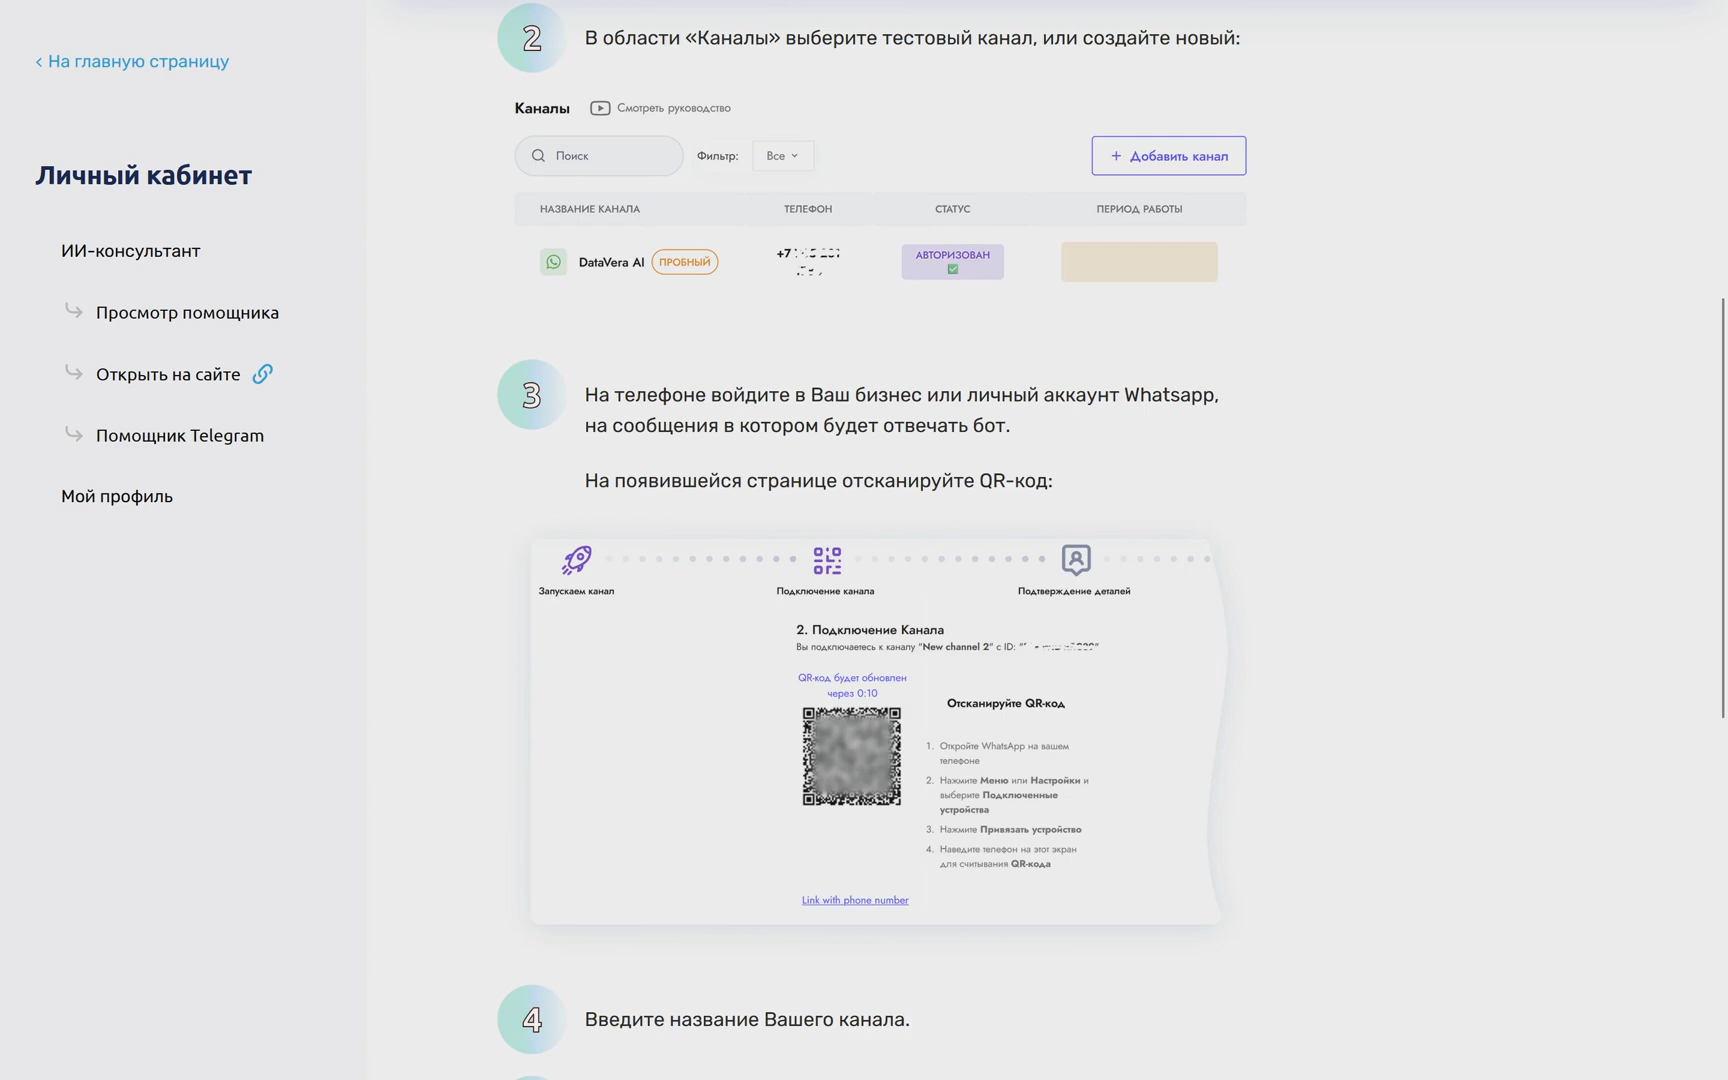 На главную страницу
Личный кабинет
ИИ-консультант
Просмотр помощника
Открыть на сайте
Помощник Telegram
Мой профиль
2
В области «Каналы» выберите тестовый канал, или создайте новый:
Каналы
Смотреть руководство
Поиск
Фильтр:
Все
+ Добавить канал
НАЗВАНИЕ КАНАЛА
ТЕЛЕФОН
СТАТУС
ПЕРИОД РАБОТЫ
DataVera AI
ПРОБНЫЙ
+7
АВТОРИЗОВАН
3
На телефоне войдите в Ваш бизнес или личный аккаунт Whatsapp,
на сообщения в котором будет отвечать бот.
На появившейся странице отсканируйте QR-код:
Запускаем канал
Подключение канала
Подтверждение деталей
2. Подключение Канала
Вы подключаетесь к каналу "New channel 2" с ID:
QR-код будет обновлен
через 0:10
Отсканируйте QR-код
1. Откройте WhatsApp на вашем
телефоне
2. Нажмите Меню или Настройки и
выберите Подключенные
устройства
3. Нажмите Привязать устройство
4. Наведите телефон на этот экран
для считывания QR-кода
Link with phone number
4
Введите название Вашего канала.